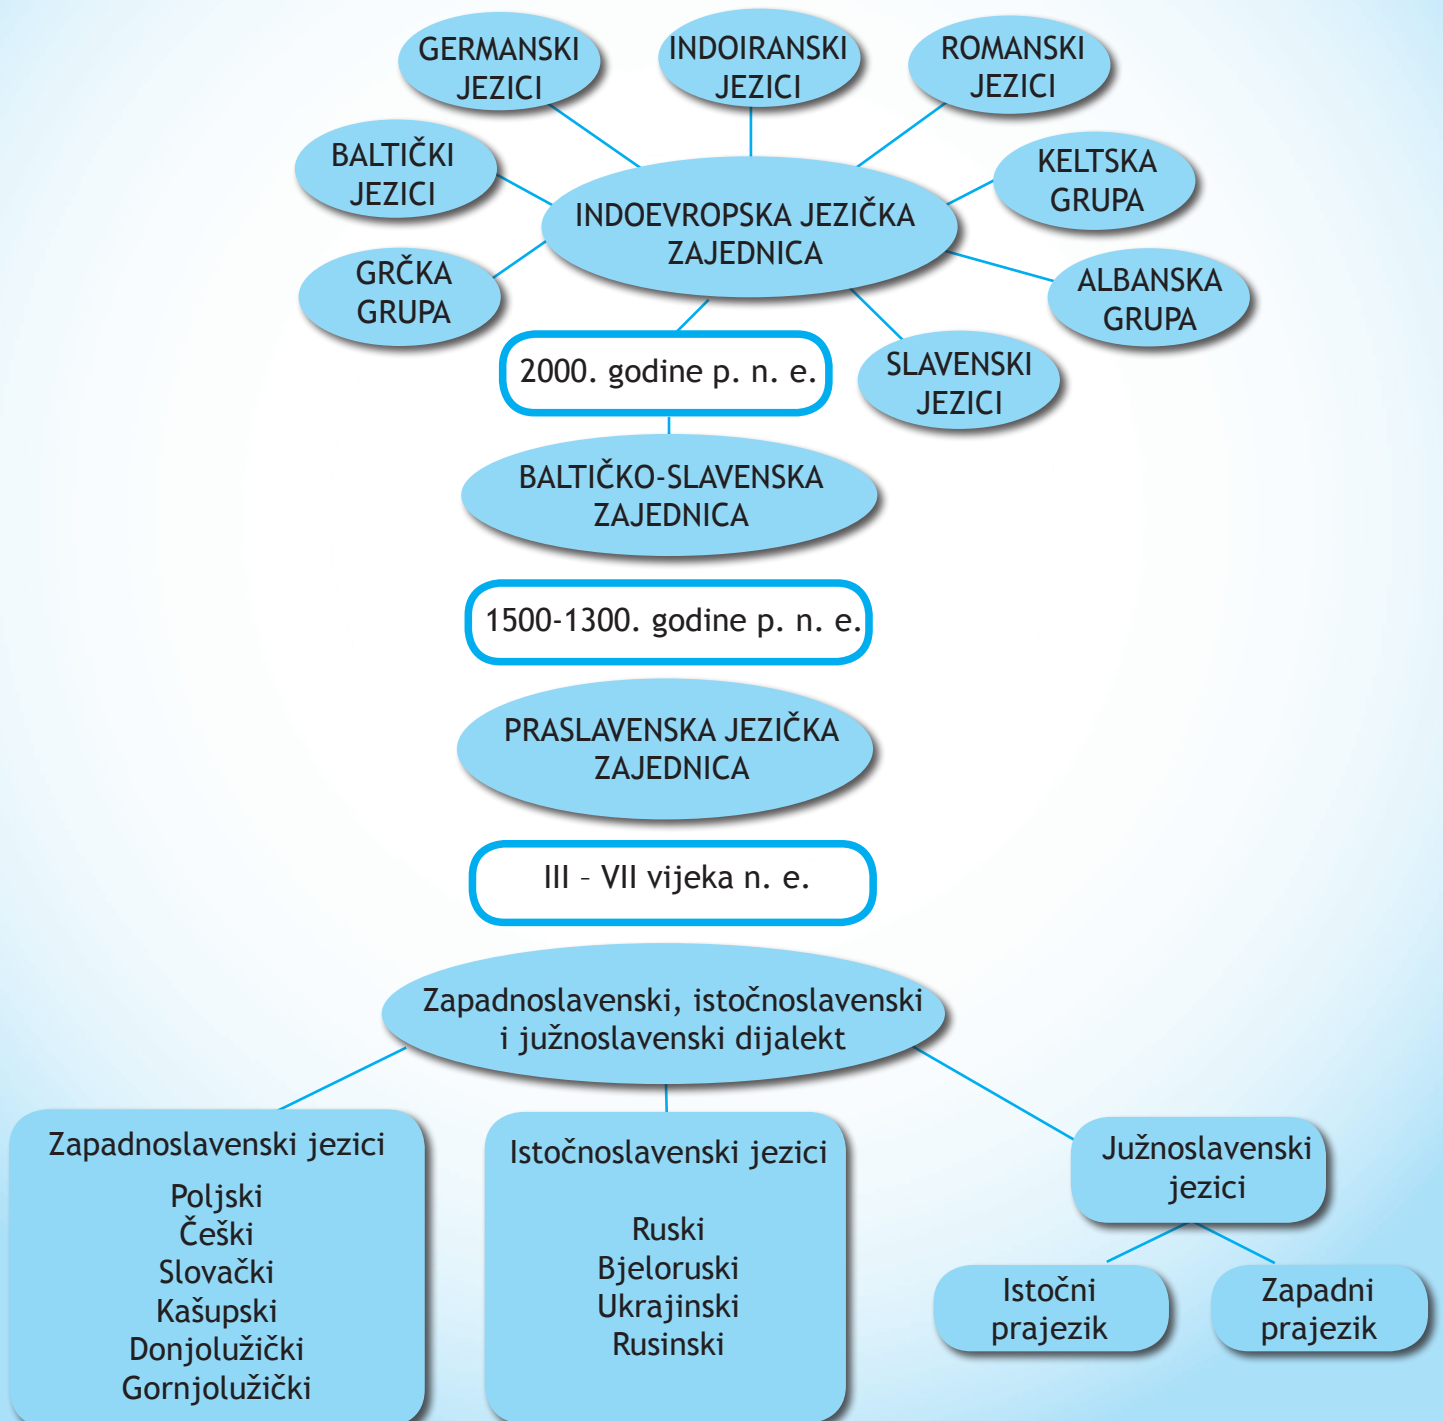 GERMANSKI
JEZICI
INDOIRANSKI
JEZICI
ROMANSKI
JEZICI
BALTIČKI
JEZICI
KELTSKA
GRUPA
INDOEVROPSKA JEZIČKA
ZAJEDNICA
GRČKA
GRUPA
ALBANSKA
GRUPA
2000. godine p. n. e.
SLAVENSKI
JEZICI
BALTIČKO-SLAVENSKA
ZAJEDNICA
1500-1300. godine p. n. e.
PRASLAVENSKA JEZIČKA
ZAJEDNICA
III – VII vijeka n. e.
Zapadnoslavenski, istočnoslavenski
i južnoslavenski dijalekt
Zapadnoslavenski jezici
Poljski
Češki
Slovački
Kašupski
Donjolužički
Gornjolužički
Istočnoslavenski jezici
Ruski
Bjeloruski
Ukrajinski
Rusinski
Južnoslavenski
jezici
Istočni
prajezik
Zapadni
prajezik